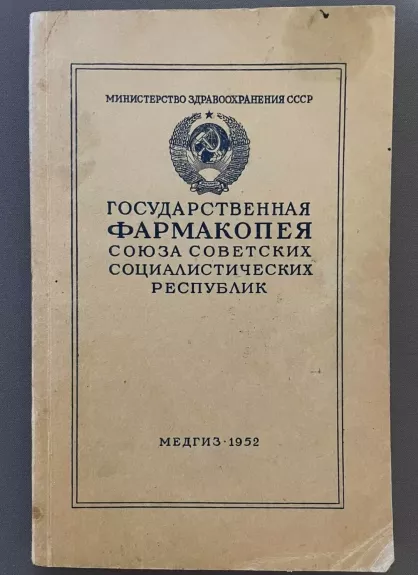 МИНИСТЕРСТВО ЗДРАВООХРАНЕНИЯ СССР
ГОСУДАРСТВЕННАЯ
ФАРМАКОПЕЯ
СОЮЗА СОВЕТСКИХ
СОЦИАЛИСТИЧЕСКИХ
РЕСПУБЛИК
МЕДГИЗ · 1952